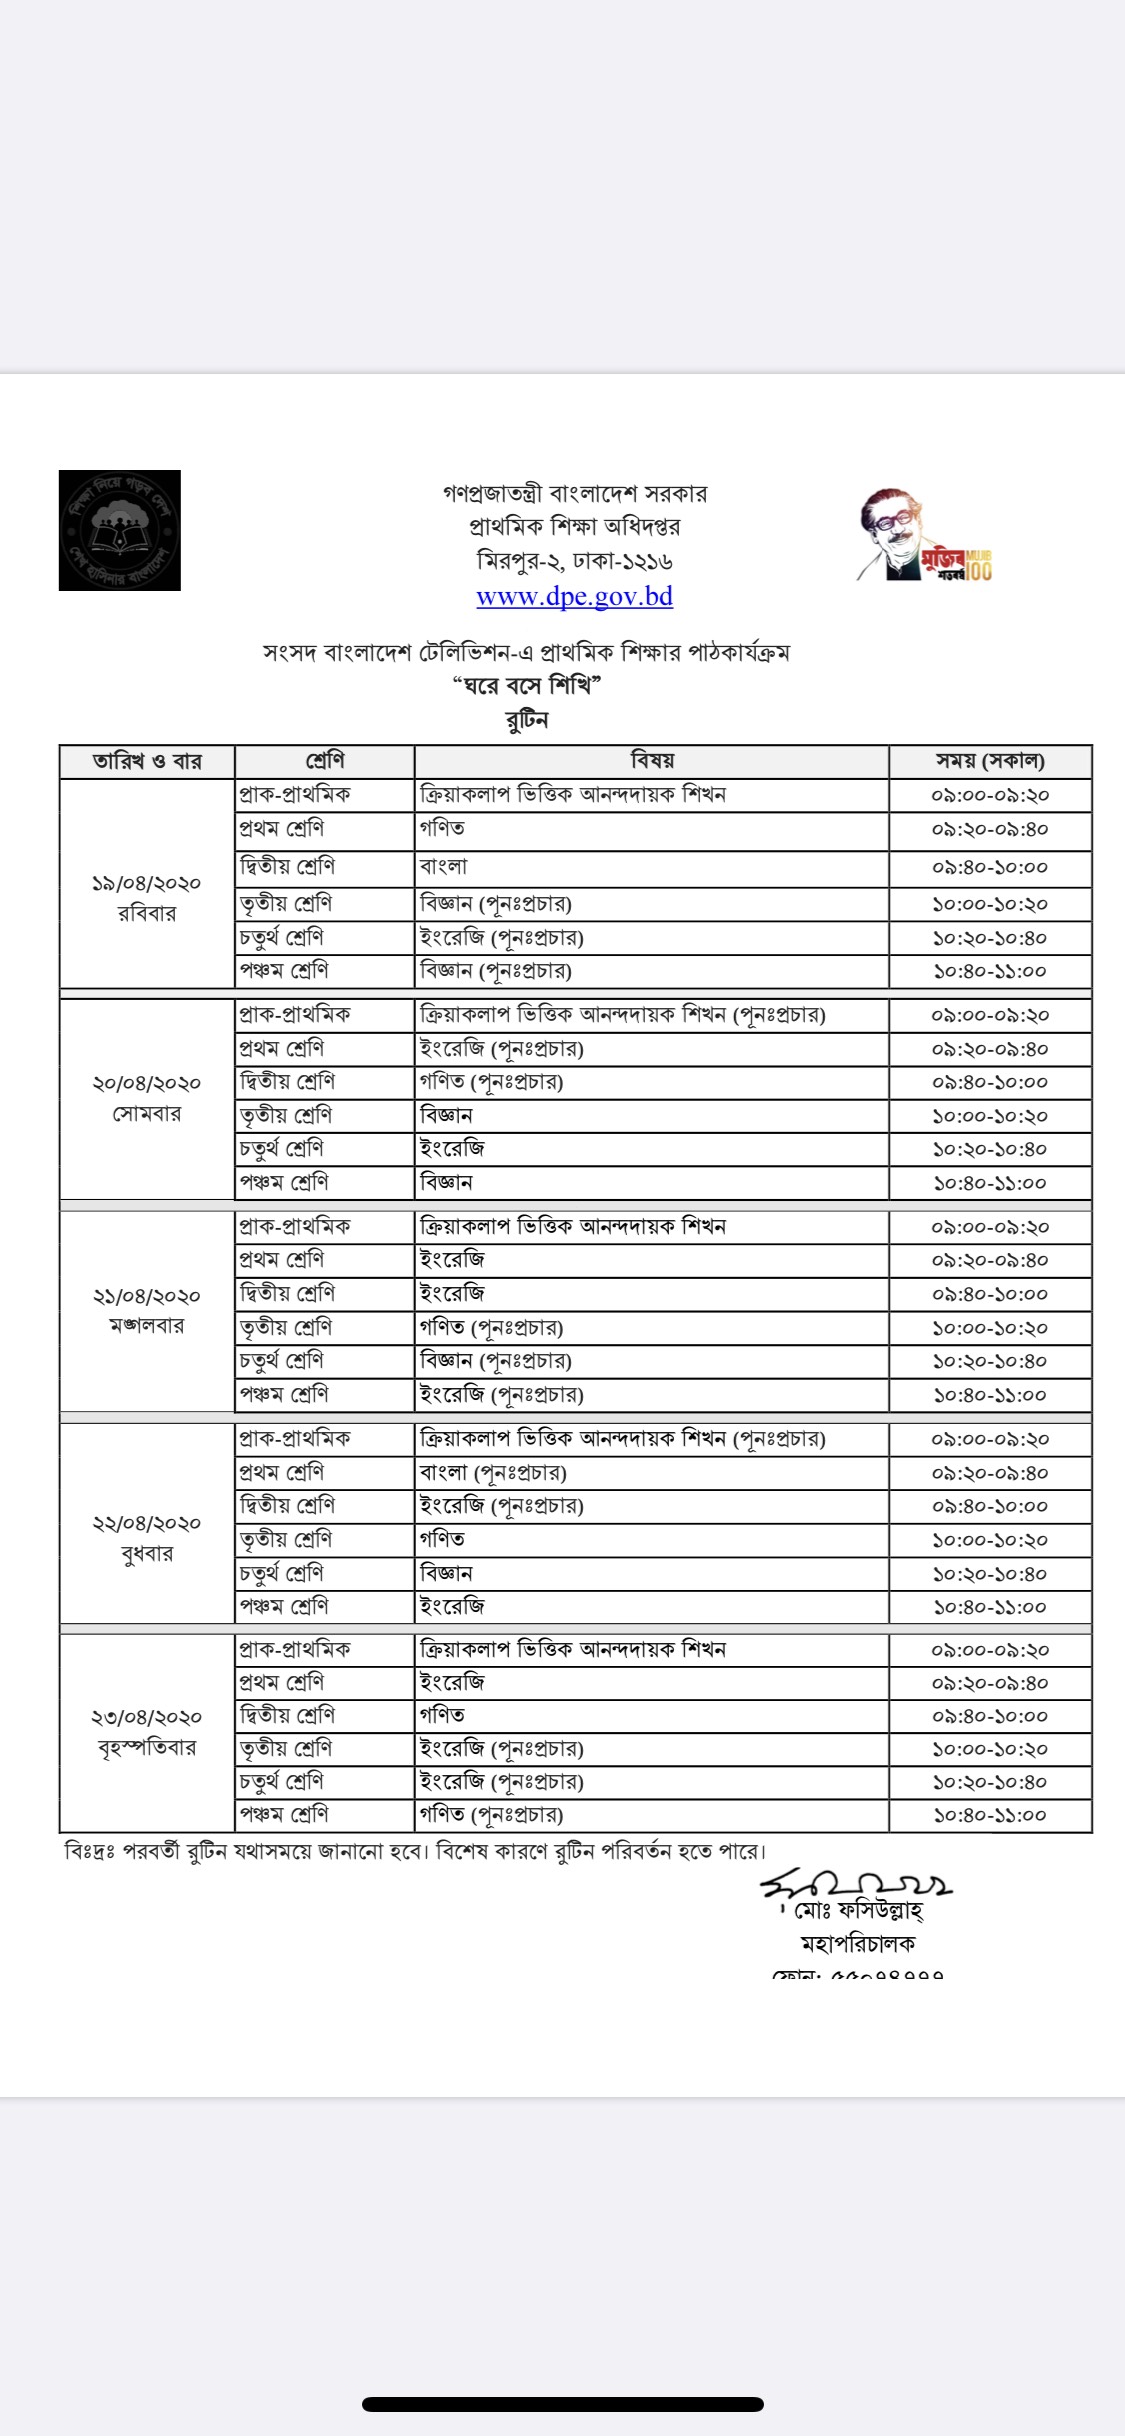 শিক্ষা নিয়ে গড়ব দেশ
শেখ হাসিনার বাংলাদেশ
গণপ্রজাতন্ত্রী বাংলাদেশ সরকার
প্রাথমিক শিক্ষা অধিদপ্তর
মিরপুর-২, ঢাকা-১২১৬
www.dpe.gov.bd
মুজিব MUJIB
শতবর্ষ 100
সংসদ বাংলাদেশ টেলিভিশন-এ প্রাথমিক শিক্ষার পাঠকার্যক্রম
“ঘরে বসে শিখি”
রুটিন
তারিখ ও বার শ্রেণি বিষয় সময় (সকাল)
১৯/০৪/২০২০ রবিবার
প্রাক-প্রাথমিক ক্রিয়াকলাপ ভিত্তিক আনন্দদায়ক শিখন ০৯:০০-০৯:২০
প্রথম শ্রেণি গণিত ০৯:২০-০৯:৪০
দ্বিতীয় শ্রেণি বাংলা ০৯:৪০-১০:০০
তৃতীয় শ্রেণি বিজ্ঞান (পূনঃপ্রচার) ১০:০০-১০:২০
চতুর্থ শ্রেণি ইংরেজি (পূনঃপ্রচার) ১০:২০-১০:৪০
পঞ্চম শ্রেণি বিজ্ঞান (পূনঃপ্রচার) ১০:৪০-১১:০০
২০/০৪/২০২০ সোমবার
প্রাক-প্রাথমিক ক্রিয়াকলাপ ভিত্তিক আনন্দদায়ক শিখন (পূনঃপ্রচার) ০৯:০০-০৯:২০
প্রথম শ্রেণি ইংরেজি (পূনঃপ্রচার) ০৯:২০-০৯:৪০
দ্বিতীয় শ্রেণি গণিত (পূনঃপ্রচার) ০৯:৪০-১০:০০
তৃতীয় শ্রেণি বিজ্ঞান ১০:০০-১০:২০
চতুর্থ শ্রেণি ইংরেজি ১০:২০-১০:৪০
পঞ্চম শ্রেণি বিজ্ঞান ১০:৪০-১১:০০
২১/০৪/২০২০ মঙ্গলবার
প্রাক-প্রাথমিক ক্রিয়াকলাপ ভিত্তিক আনন্দদায়ক শিখন ০৯:০০-০৯:২০
প্রথম শ্রেণি ইংরেজি ০৯:২০-০৯:৪০
দ্বিতীয় শ্রেণি ইংরেজি ০৯:৪০-১০:০০
তৃতীয় শ্রেণি গণিত (পূনঃপ্রচার) ১০:০০-১০:২০
চতুর্থ শ্রেণি বিজ্ঞান (পূনঃপ্রচার) ১০:২০-১০:৪০
পঞ্চম শ্রেণি ইংরেজি (পূনঃপ্রচার) ১০:৪০-১১:০০
২২/০৪/২০২০ বুধবার
প্রাক-প্রাথমিক ক্রিয়াকলাপ ভিত্তিক আনন্দদায়ক শিখন (পূনঃপ্রচার) ০৯:০০-০৯:২০
প্রথম শ্রেণি বাংলা (পূনঃপ্রচার) ০৯:২০-০৯:৪০
দ্বিতীয় শ্রেণি ইংরেজি (পূনঃপ্রচার) ০৯:৪০-১০:০০
তৃতীয় শ্রেণি গণিত ১০:০০-১০:২০
চতুর্থ শ্রেণি বিজ্ঞান ১০:২০-১০:৪০
পঞ্চম শ্রেণি ইংরেজি ১০:৪০-১১:০০
২৩/০৪/২০২০ বৃহস্পতিবার
প্রাক-প্রাথমিক ক্রিয়াকলাপ ভিত্তিক আনন্দদায়ক শিখন ০৯:০০-০৯:২০
প্রথম শ্রেণি ইংরেজি ০৯:২০-০৯:৪০
দ্বিতীয় শ্রেণি গণিত ০৯:৪০-১০:০০
তৃতীয় শ্রেণি ইংরেজি (পূনঃপ্রচার) ১০:০০-১০:২০
চতুর্থ শ্রেণি ইংরেজি (পূনঃপ্রচার) ১০:২০-১০:৪০
পঞ্চম শ্রেণি গণিত (পূনঃপ্রচার) ১০:৪০-১১:০০
বিঃদ্রঃ পরবর্তী রুটিন যথাসময়ে জানানো হবে। বিশেষ কারণে রুটিন পরিবর্তন হতে পারে।
মোঃ ফসিউল্লাহ্
মহাপরিচালক
ফোন: